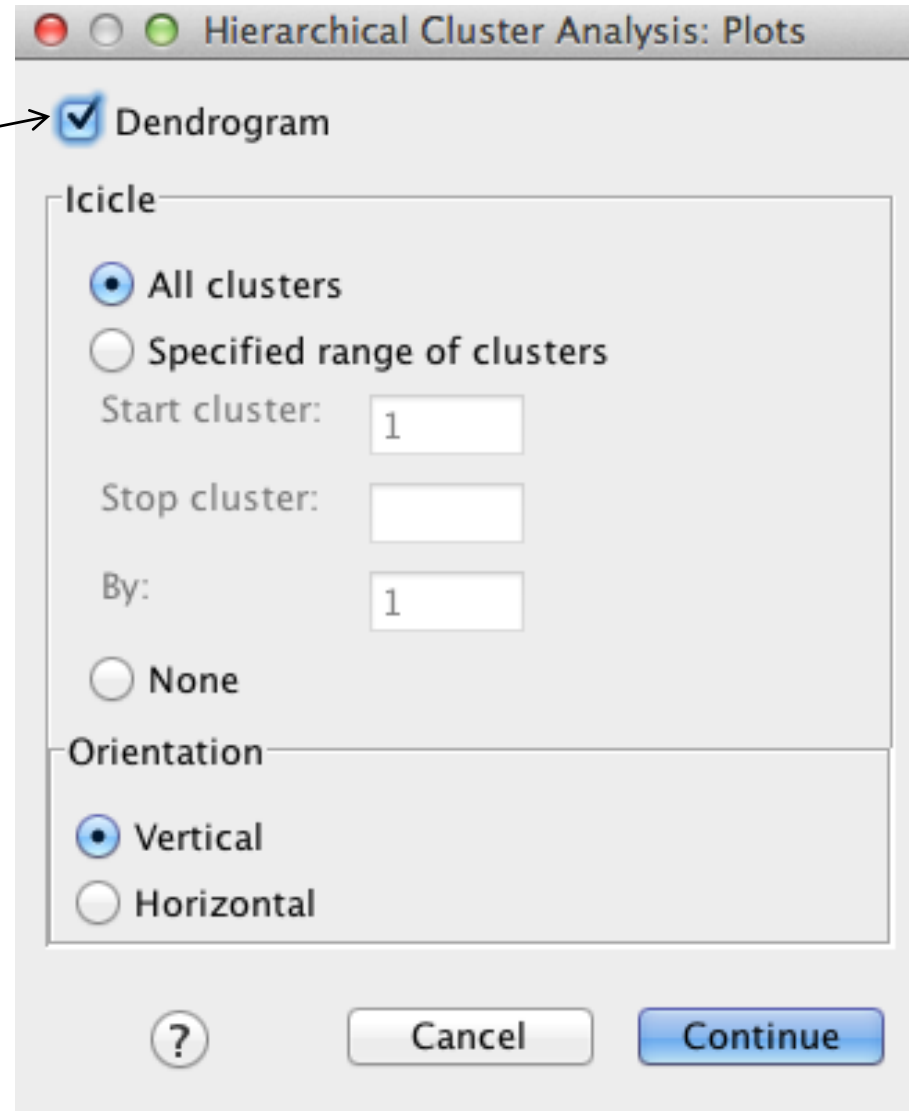 Hierarchical Cluster Analysis: Plots
Dendrogram
Icicle
All clusters
Specified range of clusters
Start cluster: 1
Stop cluster:
By: 1
None
Orientation
Vertical
Horizontal
? Cancel Continue